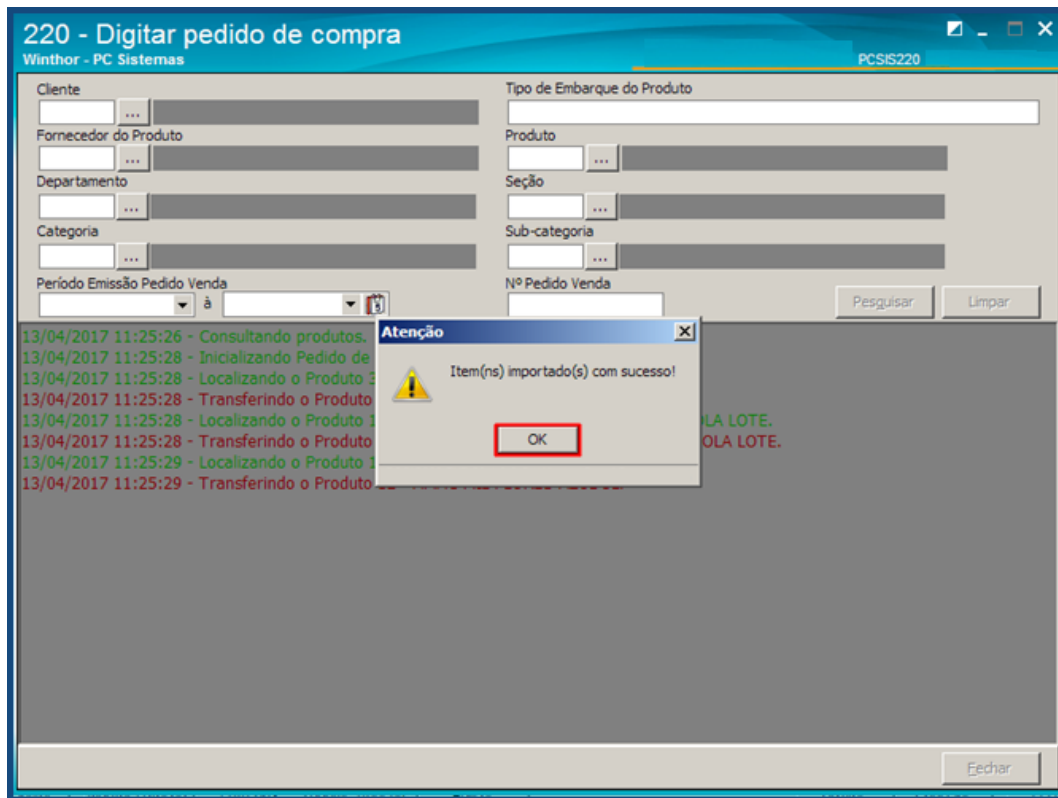 220 - Digitar pedido de compra
Winthor - PC Sistemas
PCSIS220
Cliente
Tipo de Embarque do Produto
...
Fornecedor do Produto
Produto
...
...
Departamento
Seção
...
...
Categoria
Sub-categoria
...
...
Período Emissão Pedido Venda
Nº Pedido Venda
à
Pesquisar
Limpar
13/04/2017 11:25:26 - Consultando produtos.
13/04/2017 11:25:28 - Inicializando Pedido de
13/04/2017 11:25:28 - Localizando o Produto 3
13/04/2017 11:25:28 - Transferindo o Produto
13/04/2017 11:25:28 - Localizando o Produto 1 LA LOTE.
13/04/2017 11:25:28 - Transferindo o Produto OLA LOTE.
13/04/2017 11:25:29 - Localizando o Produto 1
13/04/2017 11:25:29 - Transferindo o Produto
Atenção
Item(ns) importado(s) com sucesso!
OK
Fechar